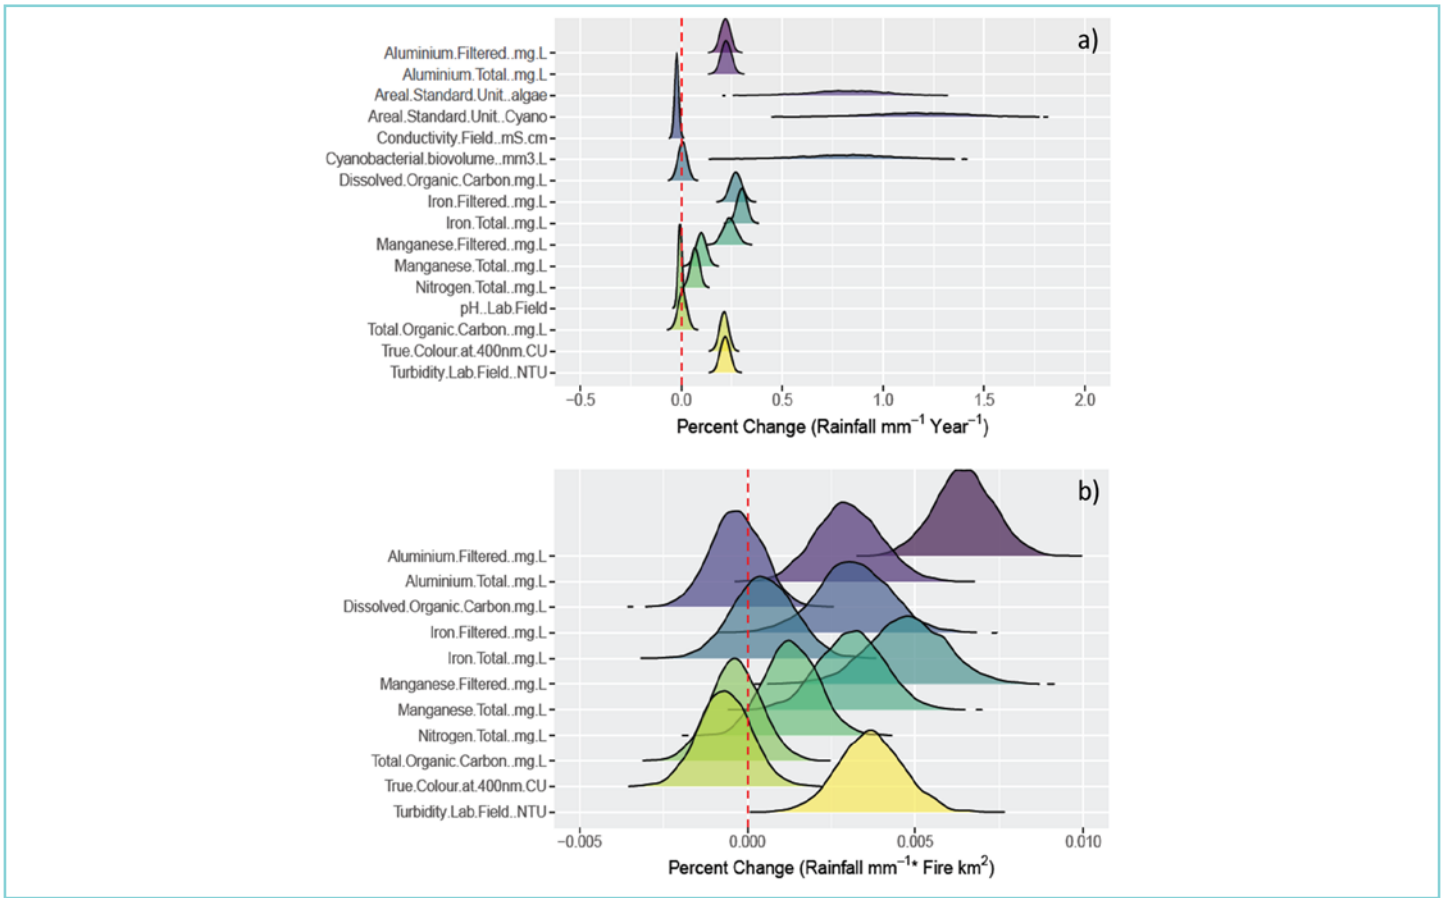 a)
Aluminium.Filtered..mg.L
Aluminium.Total..mg.L
Areal.Standard.Unit..algae
Areal.Standard.Unit..Cyano
Conductivity.Field..mS.cm
Cyanobacterial.biovolume..mm3.L
Dissolved.Organic.Carbon.mg.L
Iron.Filtered..mg.L
Iron.Total..mg.L
Manganese.Filtered..mg.L
Manganese.Total..mg.L
Nitrogen.Total..mg.L
pH..Lab.Field
Total.Organic.Carbon..mg.L
True.Colour.at.400nm.CU
Turbidity.Lab.Field..NTU
−0.5 0.0 0.5 1.0 1.5 2.0
Percent Change (Rainfall mm⁻¹ Year⁻¹)
b)
Aluminium.Filtered..mg.L
Aluminium.Total..mg.L
Dissolved.Organic.Carbon.mg.L
Iron.Filtered..mg.L
Iron.Total..mg.L
Manganese.Filtered..mg.L
Manganese.Total..mg.L
Nitrogen.Total..mg.L
Total.Organic.Carbon..mg.L
True.Colour.at.400nm.CU
Turbidity.Lab.Field..NTU
−0.005 0.000 0.005 0.010
Percent Change (Rainfall mm⁻¹* Fire km²)